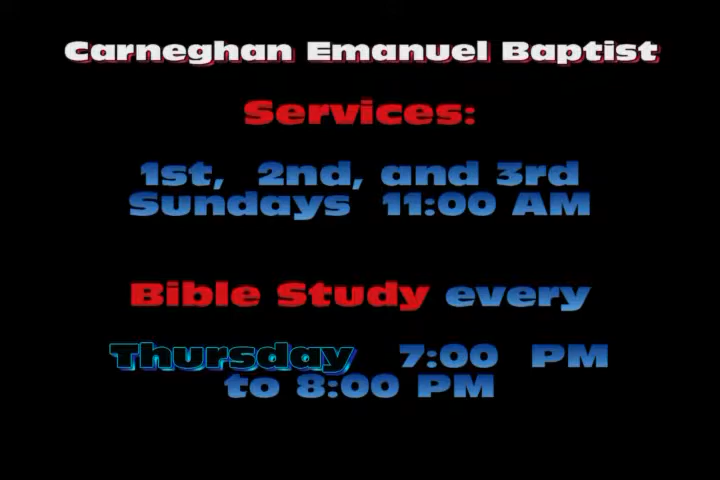 Carneghan Emanuel Baptist
Services:
1st, 2nd, and 3rd
Sundays 11:00 AM
Bible Study every
Thursday 7:00 PM
to 8:00 PM